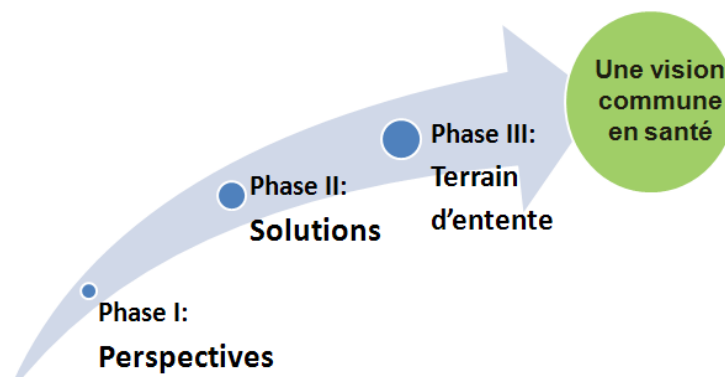 Phase I:
Perspectives
Phase II:
Solutions
Phase III:
Terrain
d'entente
Une vision
commune
en santé